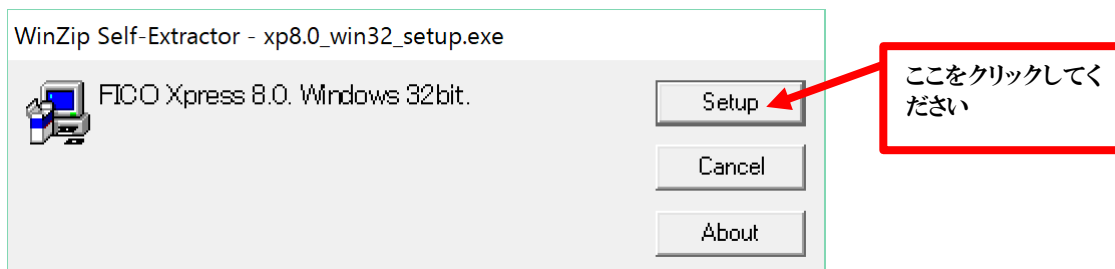 WinZip Self-Extractor - xp8.0_win32_setup.exe
FICO Xpress 8.0. Windows 32bit.
Setup
Cancel
About
ここをクリックしてく
ださい